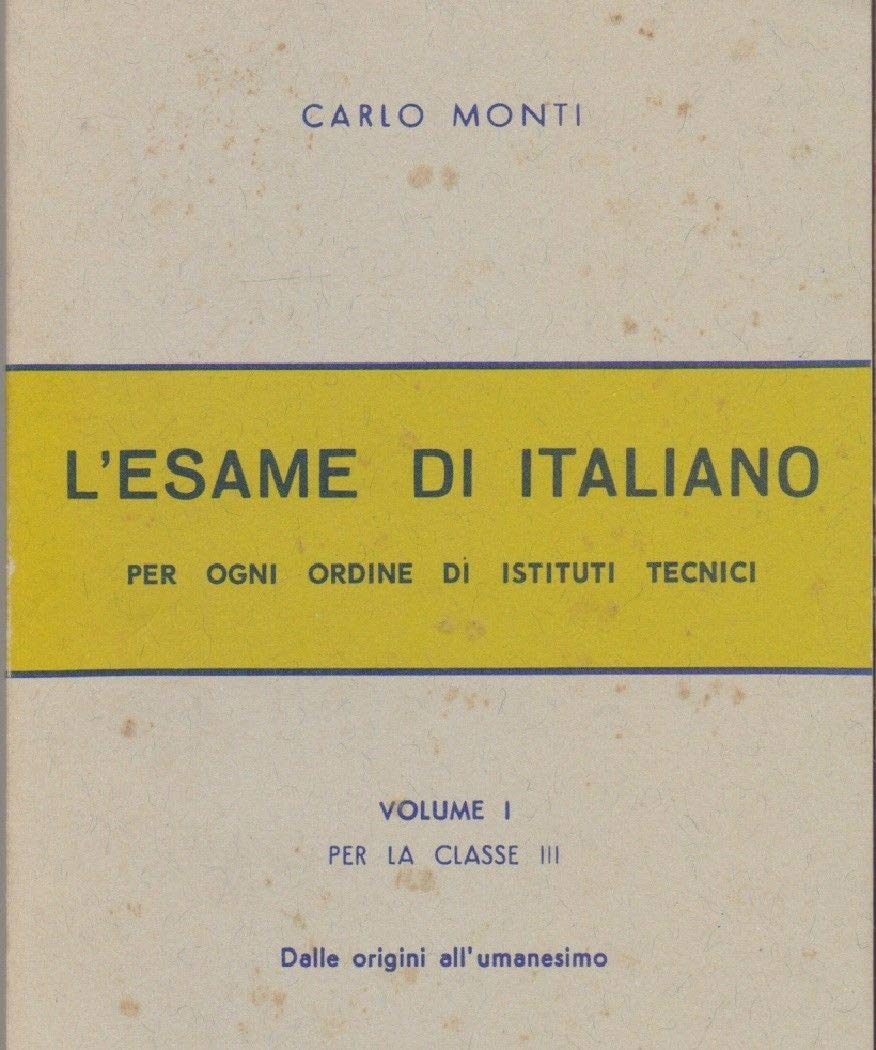 CARLO MONTI
L'ESAME DI ITALIANO
PER OGNI ORDINE DI ISTITUTI TECNICI
VOLUME I
PER LA CLASSE III
Dalle origini all'umanesimo